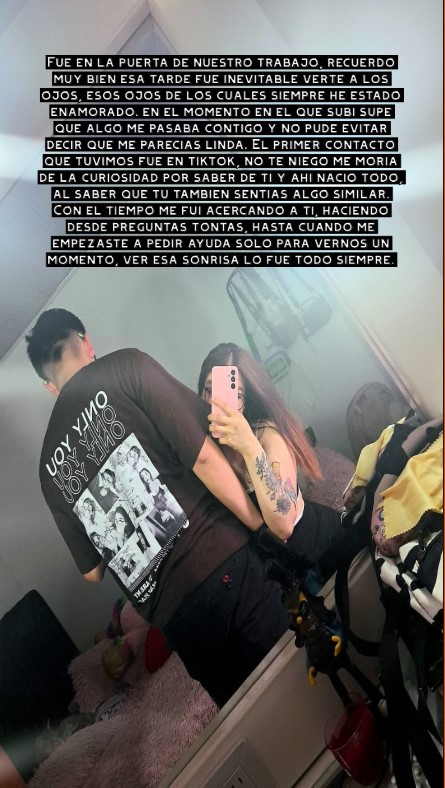 FUE EN LA PUERTA DE NUESTRO TRABAJO, RECUERDO
MUY BIEN ESA TARDE FUE INEVITABLE VERTE A LOS
OJOS, ESOS OJOS DE LOS CUALES SIEMPRE HE ESTADO
ENAMORADO. EN EL MOMENTO EN EL QUE SUBI SUPE
QUE ALGO ME PASABA CONTIGO Y NO PUDE EVITAR
DECIR QUE ME PARECIAS LINDA. EL PRIMER CONTACTO
QUE TUVIMOS FUE EN TIKTOK, NO TE NIEGO ME MORIA
DE LA CURIOSIDAD POR SABER DE TI Y AHI NACIO TODO,
AL SABER QUE TU TAMBIEN SENTIAS ALGO SIMILAR.
CON EL TIEMPO ME FUI ACERCANDO A TI, HACIENDO
DESDE PREGUNTAS TONTAS, HASTA CUANDO ME
EMPEZASTE A PEDIR AYUDA SOLO PARA VERNOS UN
MOMENTO, VER ESA SONRISA LO FUE TODO SIEMPRE.
ONLY YOU
ONLY YOU
ONLY YOU